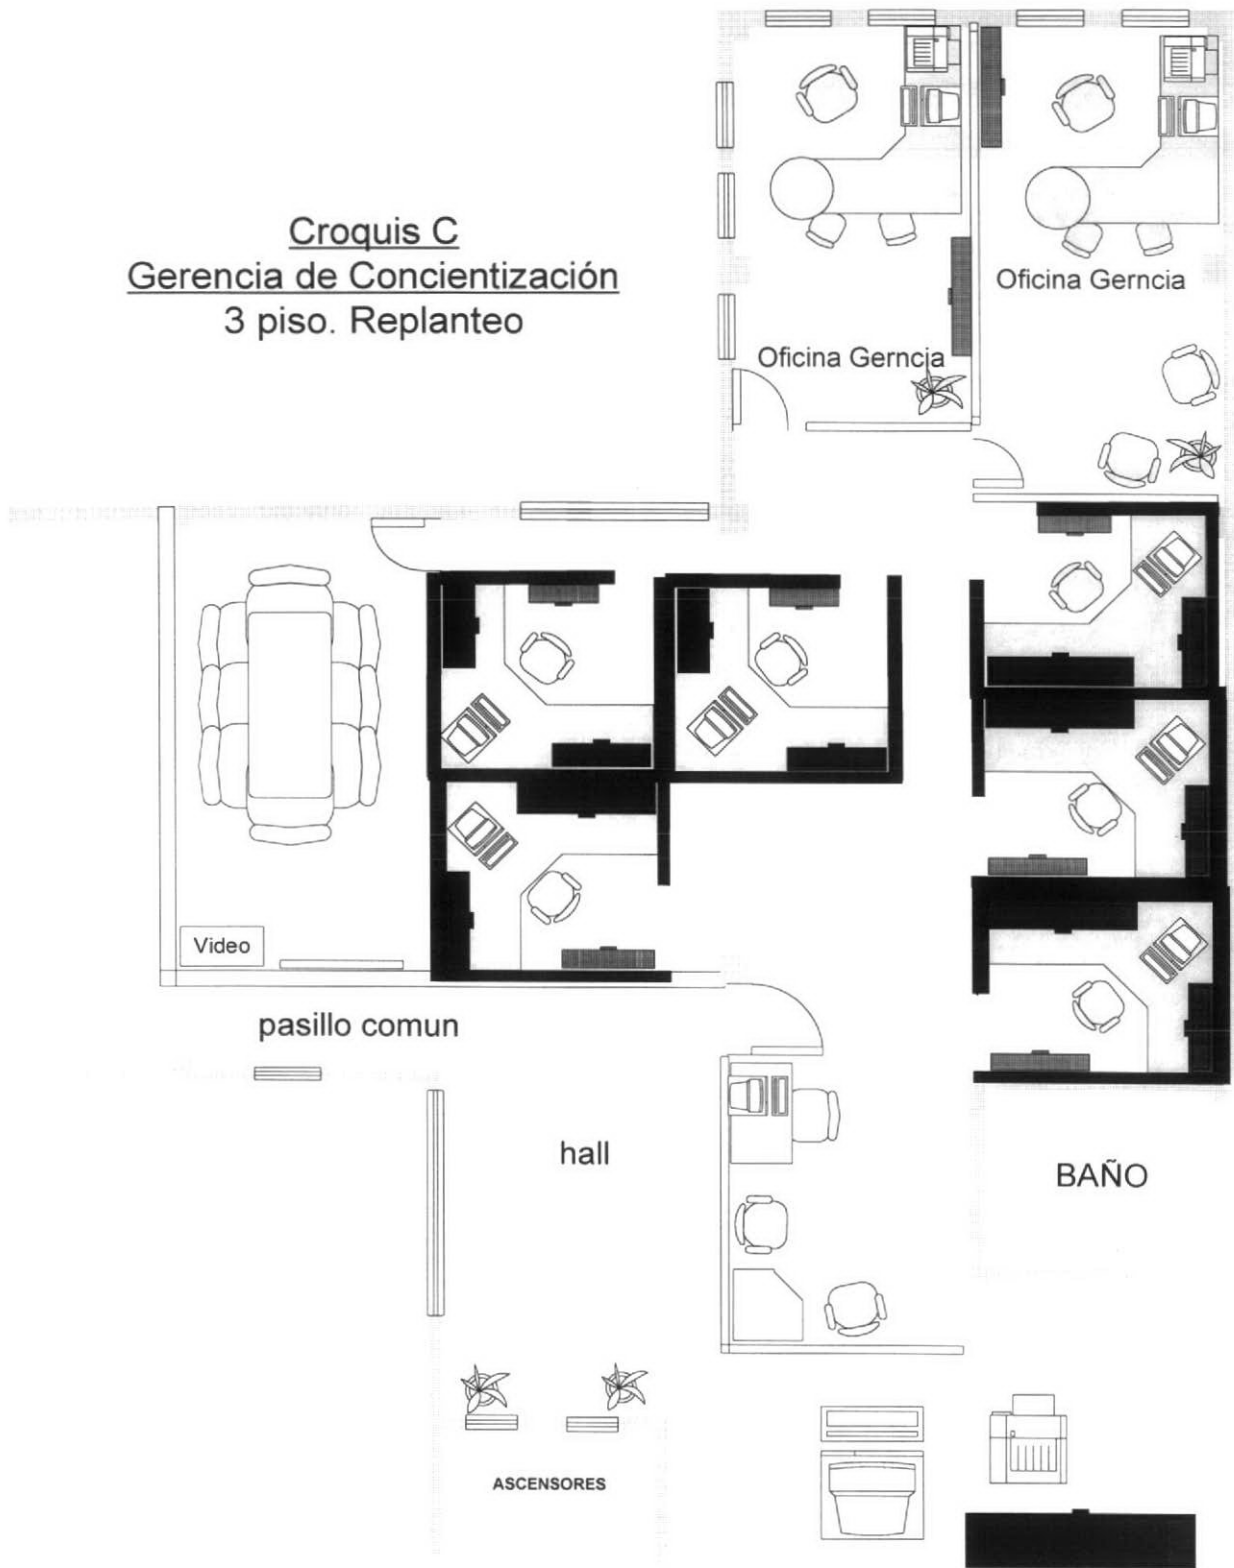 Croquis C
Gerencia de Concientización
3 piso. Replanteo
Oficina Gerncia
Oficina Gerncia
Video
pasillo comun
hall
BAÑO
ASCENSORES